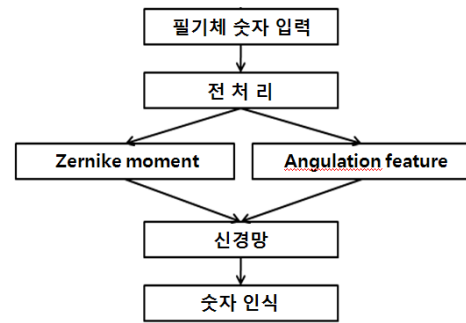 필기체 숫자 입력
전 처 리
Zernike moment
Angulation feature
신경망
숫자 인식